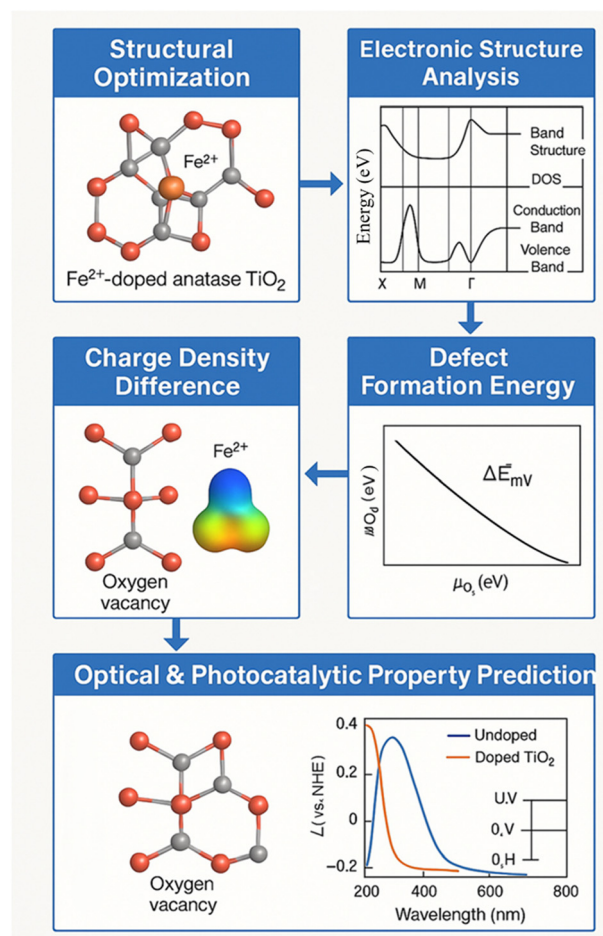 Structural
Optimization
Fe²⁺
Fe²⁺-doped anatase TiO₂
Electronic Structure
Analysis
Energy (eV)
Band
Structure
DOS
Conduction
Band
Volence
Band
X M Γ
Charge Density
Difference
Fe²⁺
Oxygen
vacancy
Defect
Formation Energy
(eV)
μOₛ(eV)
Optical & Photocatalytic Property Prediction
Oxygen
vacancy
(vs. NHE)
0.4
0.2
0
−0.2
Undoped
Doped TiO₂
U.V
0,V
0,H
200 400 600 800
Wavelength (nm)